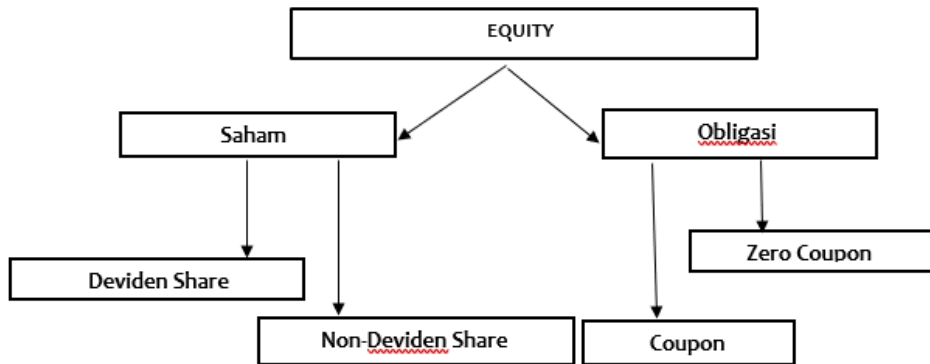 EQUITY
Saham
Obligasi
Deviden Share
Zero Coupon
Non-Deviden Share
Coupon